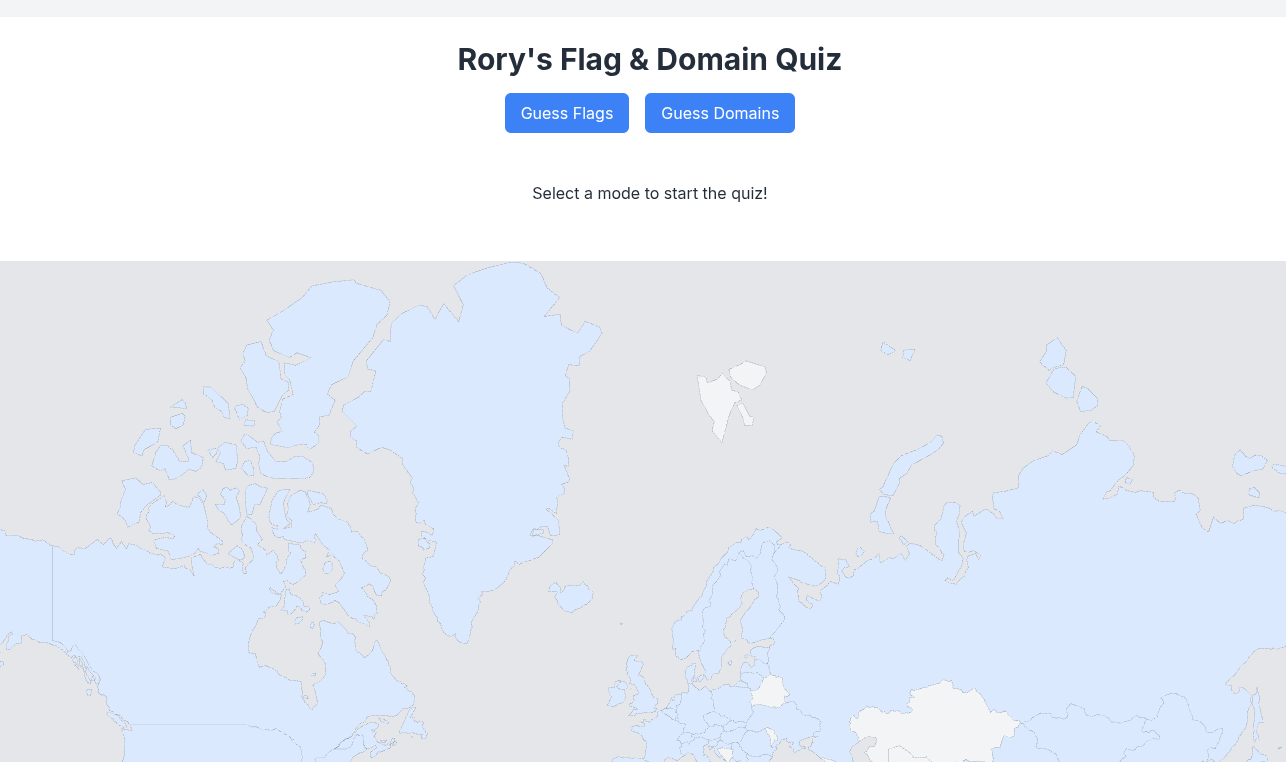 Rory's Flag & Domain Quiz
Guess Flags Guess Domains
Select a mode to start the quiz!